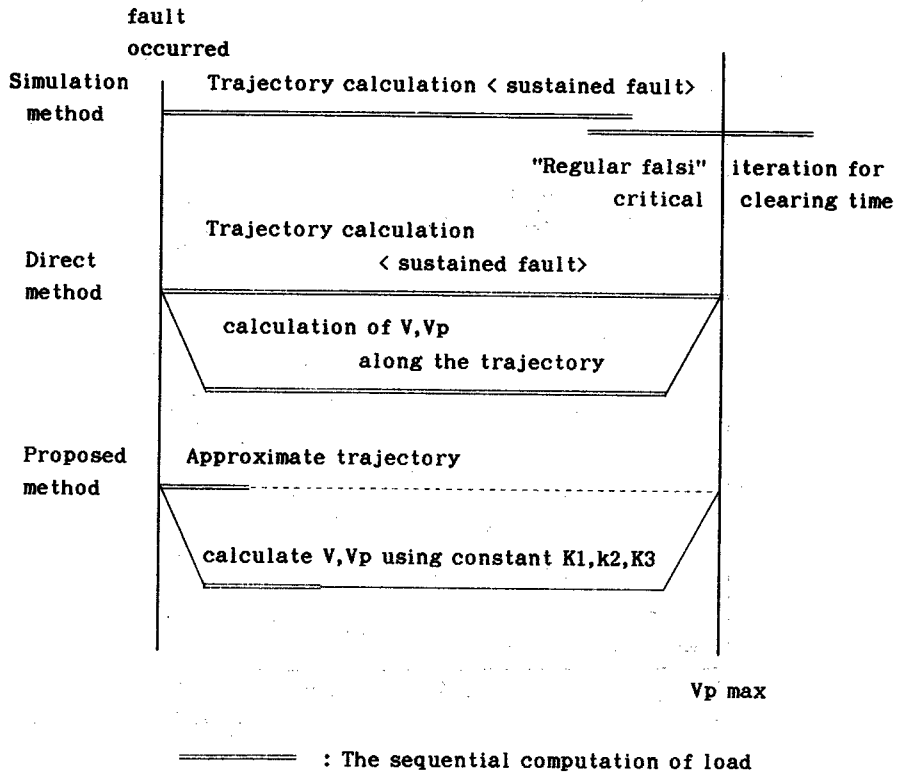 fault
occurred
Simulation
method
Trajectory calculation < sustained fault>
"Regular falsi" iteration for
critical clearing time
Trajectory calculation
< sustained fault>
Direct
method
calculation of V,Vp
along the trajectory
Proposed
method
Approximate trajectory
calculate V,Vp using constant K1,k2,K3
Vp max
: The sequential computation of load